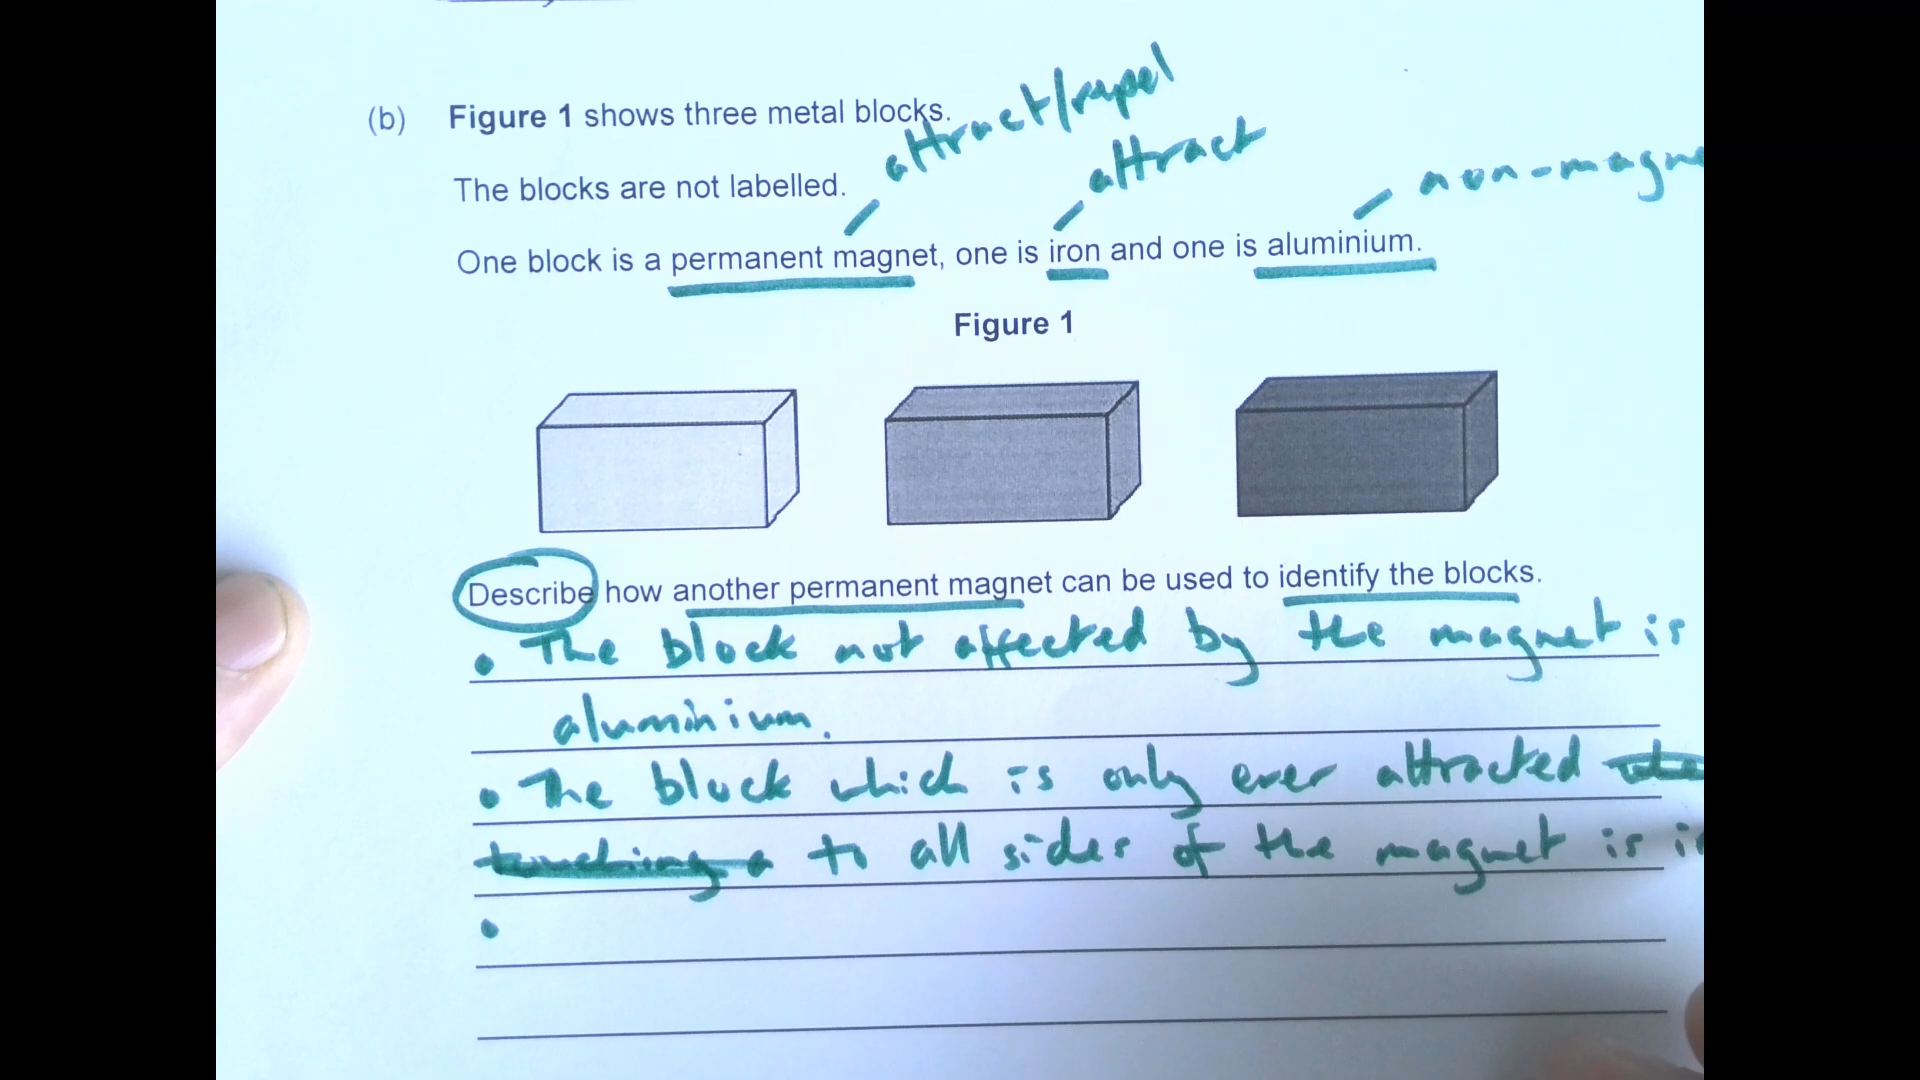 attract/repel
(b) Figure 1 shows three metal blocks.
attract
non-magne
The blocks are not labelled.
One block is a permanent magnet, one is iron and one is aluminium.
Figure 1
Describe how another permanent magnet can be used to identify the blocks.
• The block not affected by the magnet is
aluminium.
• The block which is only ever attracted
to all sides of the magnet is
•